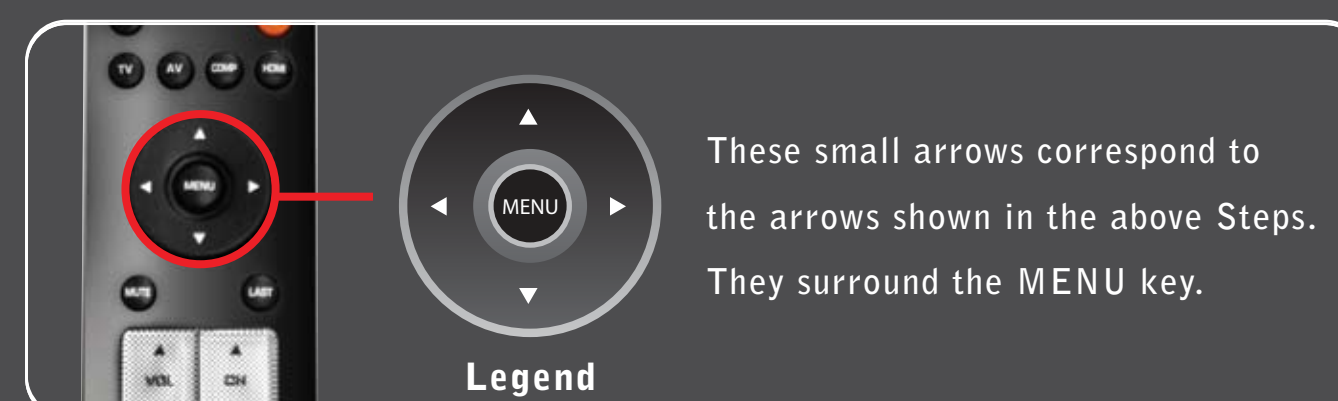 TV AV COMP HDMI
MENU
MENU
These small arrows correspond to
the arrows shown in the above Steps.
They surround the MENU key.
MUTE LAST
VOL CH
Legend